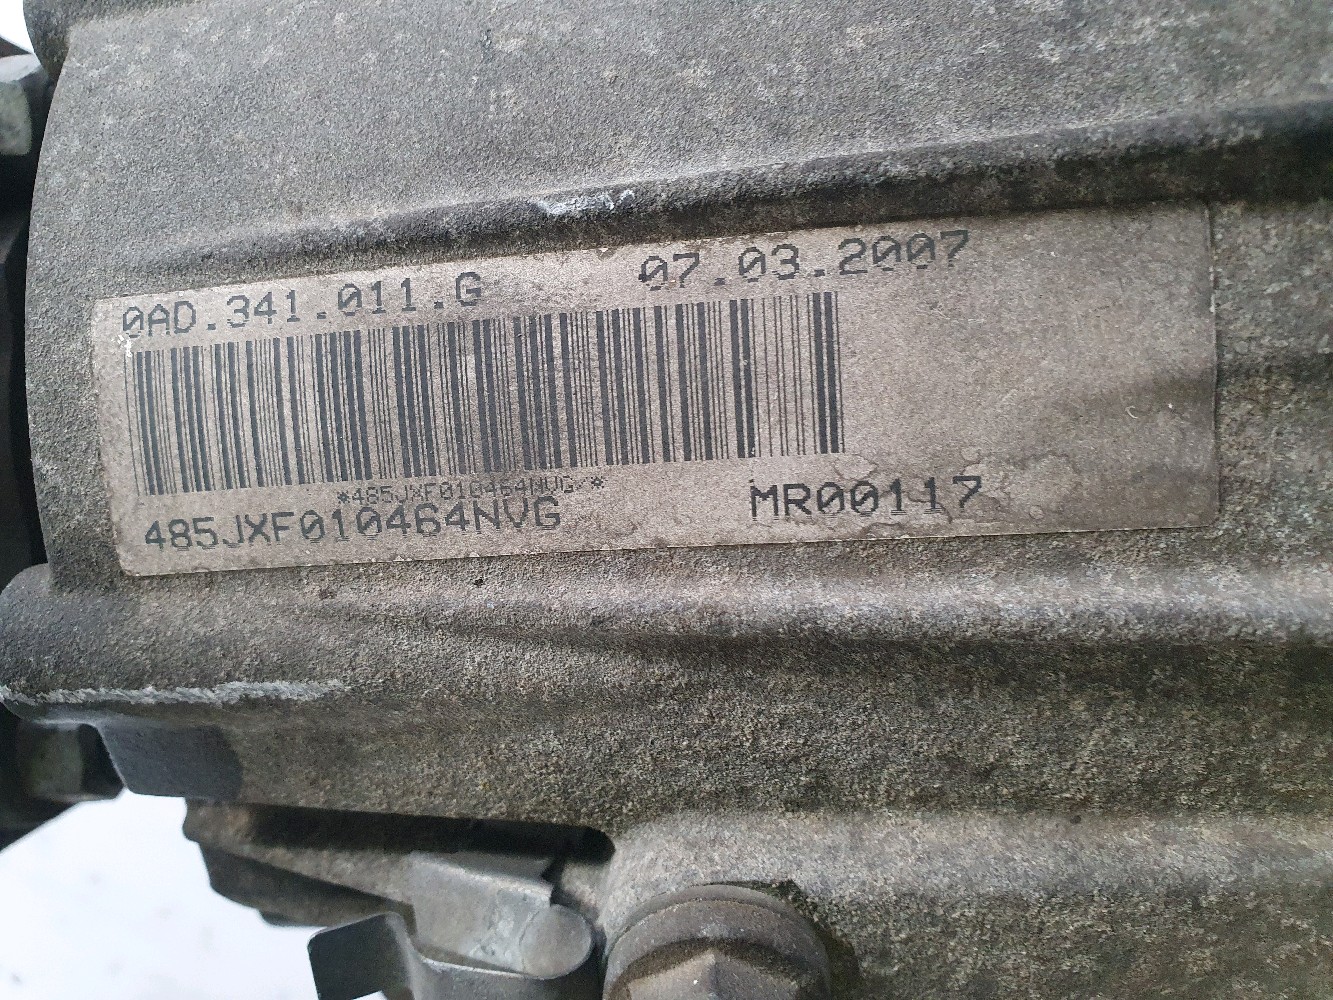 0AD.341.011.G 07.03.2007
*485JXF010464NVG/*
485JXF010464NVG MR00117